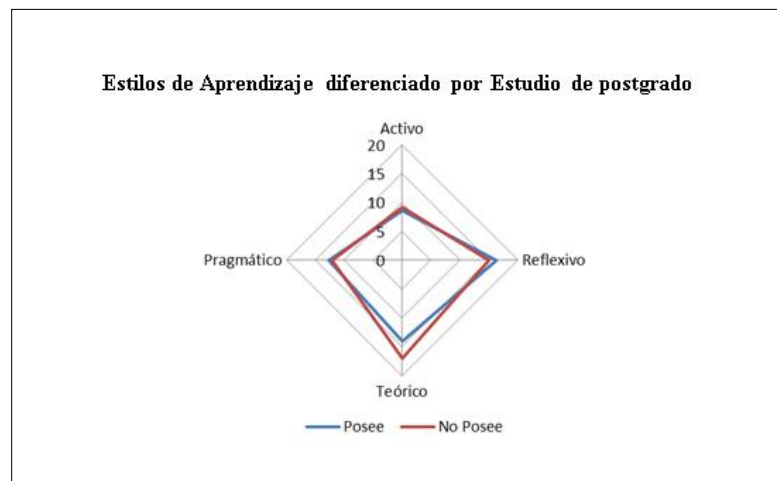 Estilos de Aprendizaje diferenciado por Estudio de postgrado
Activo
20
15
10
5
0
Pragmático
Reflexivo
Teórico
Posee
No Posee